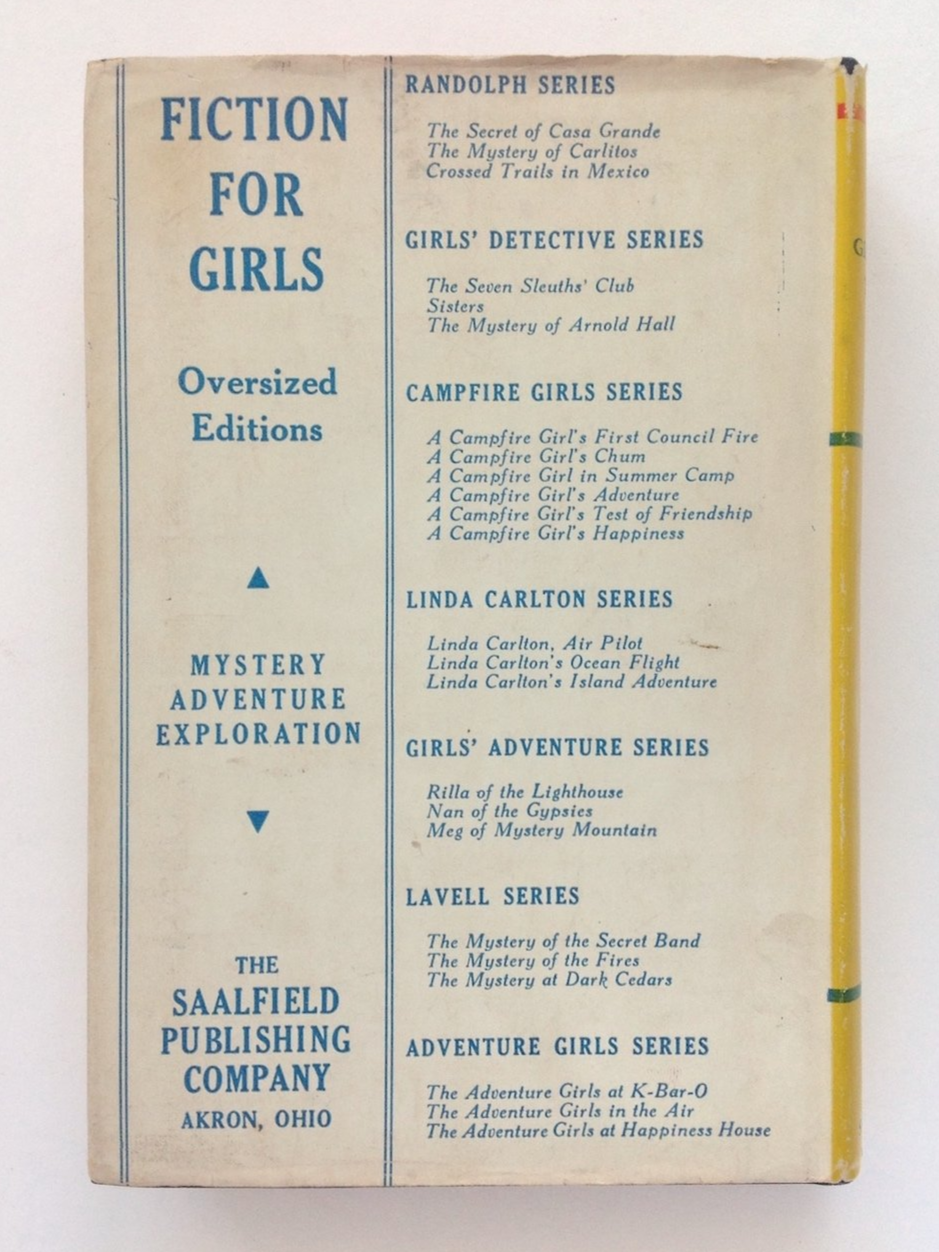 FICTION
FOR
GIRLS
Oversized
Editions
▲
MYSTERY
ADVENTURE
EXPLORATION
▼
THE
SAALFIELD
PUBLISHING
COMPANY
AKRON, OHIO
RANDOLPH SERIES
The Secret of Casa Grande
The Mystery of Carlitos
Crossed Trails in Mexico
GIRLS' DETECTIVE SERIES
The Seven Sleuths' Club
Sisters
The Mystery of Arnold Hall
CAMPFIRE GIRLS SERIES
A Campfire Girl's First Council Fire
A Campfire Girl's Chum
A Campfire Girl in Summer Camp
A Campfire Girl's Adventure
A Campfire Girl's Test of Friendship
A Campfire Girl's Happiness
LINDA CARLTON SERIES
Linda Carlton, Air Pilot
Linda Carlton's Ocean Flight
Linda Carlton's Island Adventure
GIRLS' ADVENTURE SERIES
Rilla of the Lighthouse
Nan of the Gypsies
Meg of Mystery Mountain
LAVELL SERIES
The Mystery of the Secret Band
The Mystery of the Fires
The Mystery at Dark Cedars
ADVENTURE GIRLS SERIES
The Adventure Girls at K-Bar-O
The Adventure Girls in the Air
The Adventure Girls at Happiness House